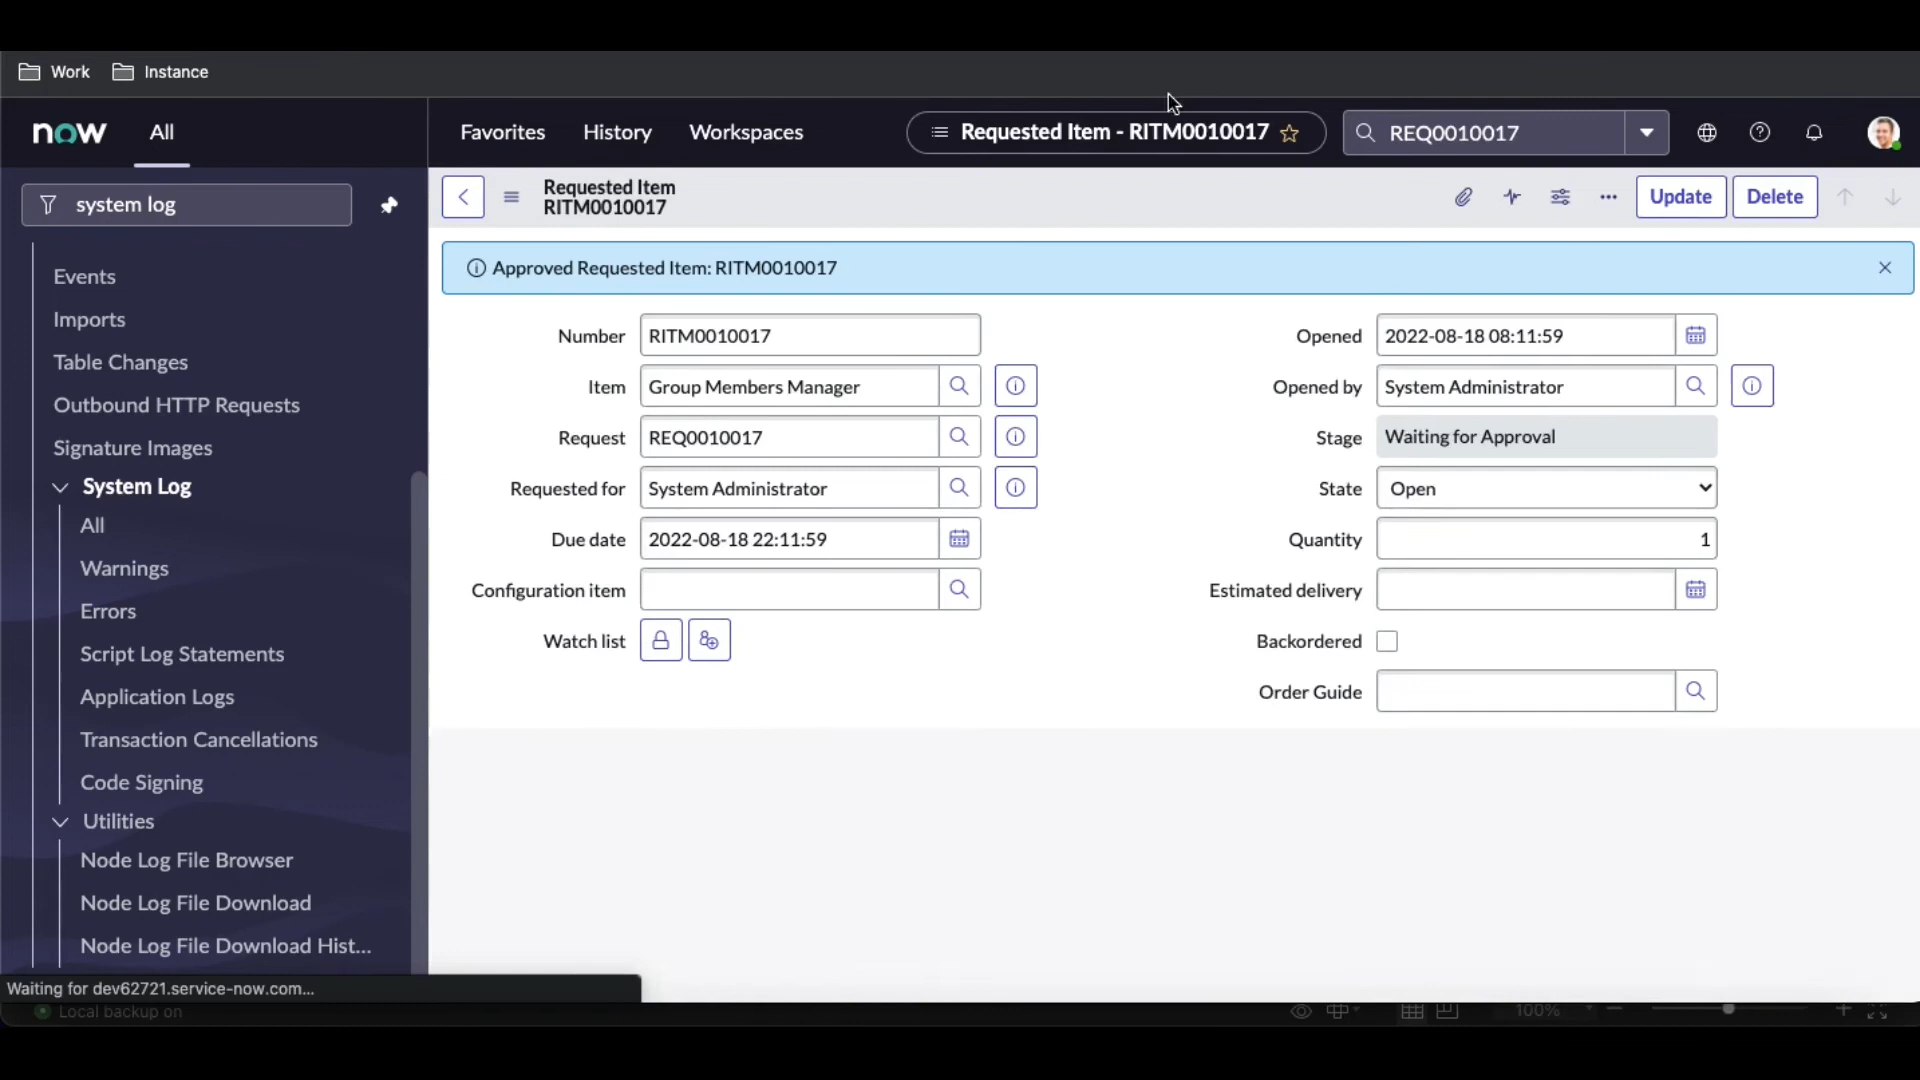 Work
Instance
now
All
Favorites
History
Workspaces
Requested Item - RITM0010017
REQ0010017
system log
Requested Item
RITM0010017
Update
Delete
Approved Requested Item: RITM0010017
Events
Imports
Table Changes
Outbound HTTP Requests
Signature Images
System Log
All
Warnings
Errors
Script Log Statements
Application Logs
Transaction Cancellations
Code Signing
Utilities
Node Log File Browser
Node Log File Download
Node Log File Download Hist...
Number RITM0010017
Item Group Members Manager
Request REQ0010017
Requested for System Administrator
Due date 2022-08-18 22:11:59
Configuration item
Watch list
Opened 2022-08-18 08:11:59
Opened by System Administrator
Stage Waiting for Approval
State Open
Quantity 1
Estimated delivery
Backordered
Order Guide
Waiting for dev62721.service-now.com...
Local backup on
100%